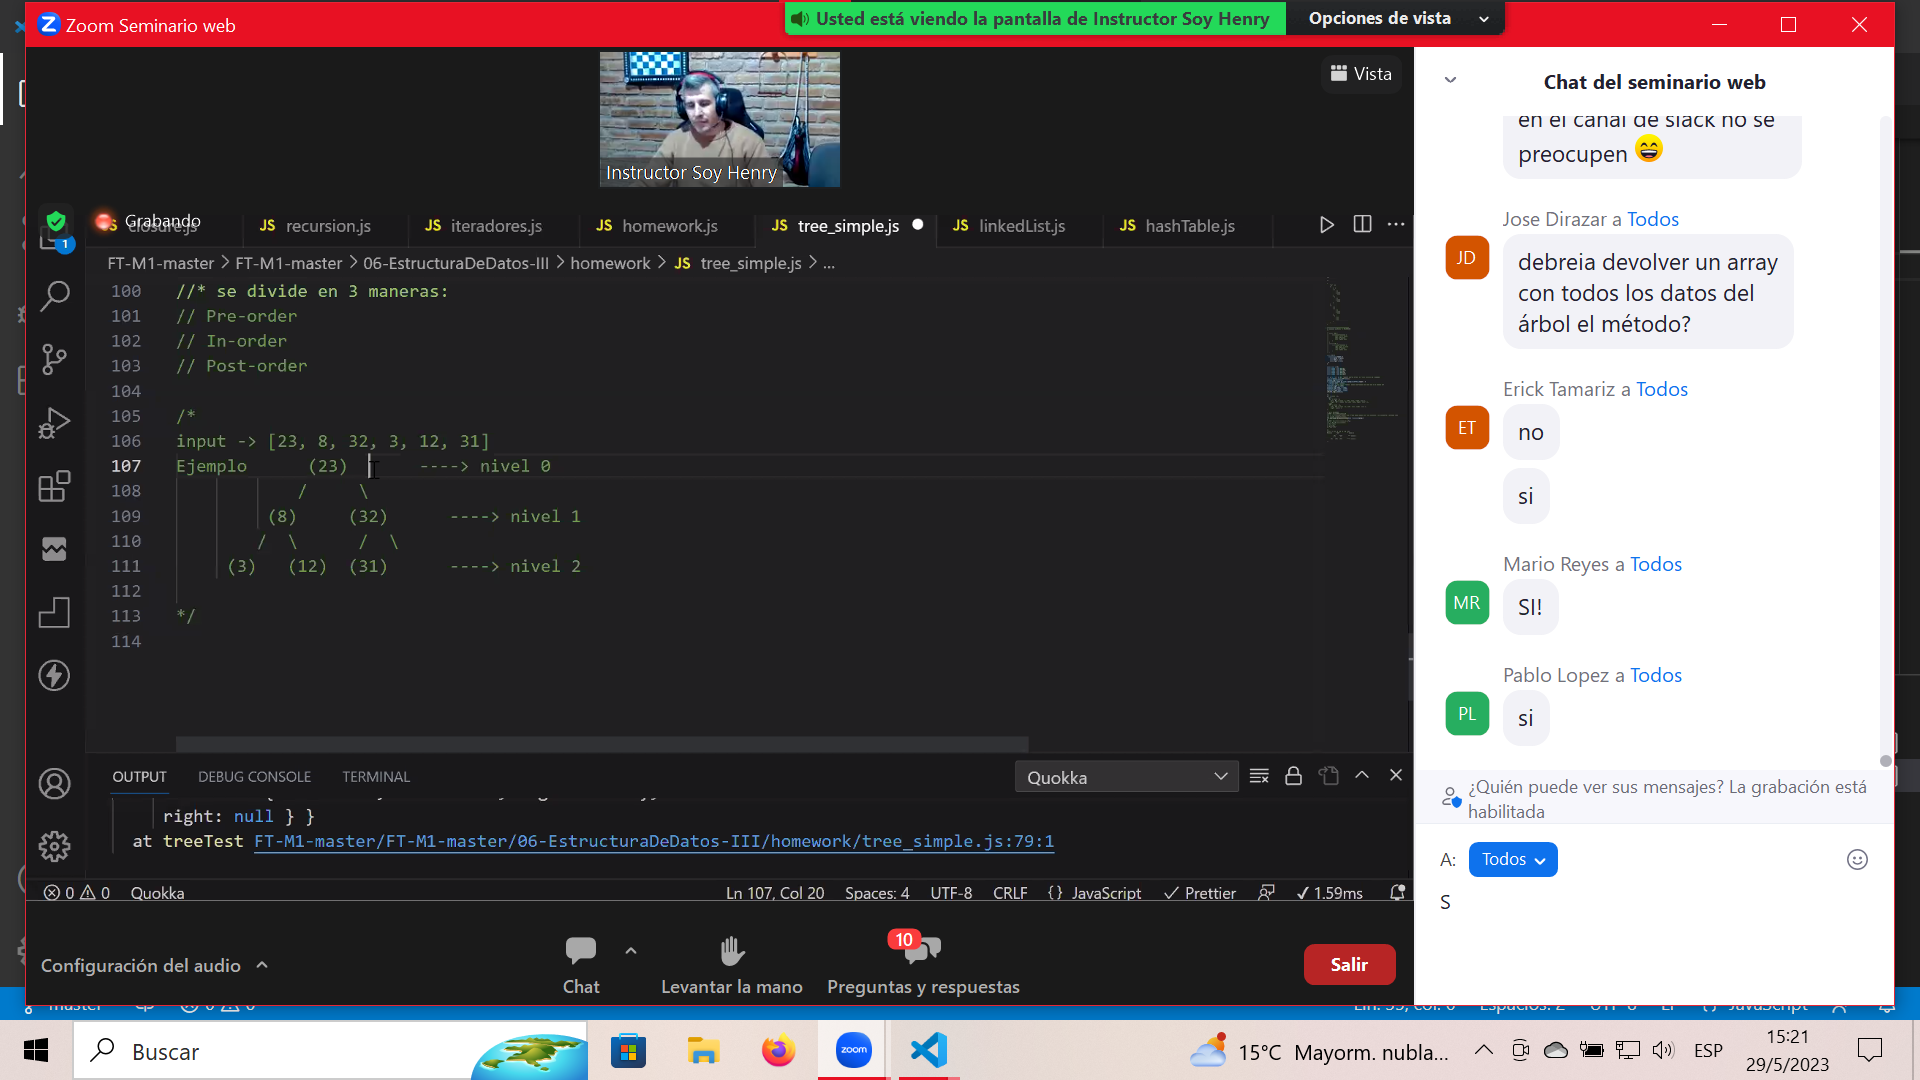 Zoom Seminario web
Usted está viendo la pantalla de Instructor Soy Henry
Opciones de vista
Vista
Instructor Soy Henry
Grabando
closure.js
JS recursion.js
JS iteradores.js
JS homework.js
JS tree_simple.js
JS linkedList.js
JS hashTable.js
FT-M1-master > FT-M1-master > 06-EstructuraDeDatos-III > homework > JS tree_simple.js > ...
100 //* se divide en 3 maneras:
101 // Pre-order
102 // In-order
103 // Post-order
104
105 /*
106 input -> [23, 8, 32, 3, 12, 31]
107 Ejemplo (23) ----> nivel 0
108 / \
109 (8) (32) ----> nivel 1
110 / \ / \
111 (3) (12) (31) ----> nivel 2
112
113 */
114
1
OUTPUT DEBUG CONSOLE TERMINAL
Quokka
right: null } }
at treeTest FT-M1-master/FT-M1-master/06-EstructuraDeDatos-III/homework/tree_simple.js:79:1
0 0 Quokka
Ln 107, Col 20 Spaces: 4 UTF-8 CRLF {} JavaScript Prettier 1.59ms
Configuración del audio
Chat
Levantar la mano
10
Preguntas y respuestas
Salir
Chat del seminario web
en el canal de slack no se
preocupen
Jose Dirazar a Todos
JD
debreia devolver un array
con todos los datos del
árbol el método?
Erick Tamariz a Todos
ET
no
si
Mario Reyes a Todos
MR
SI!
Pablo Lopez a Todos
PL
si
¿Quién puede ver sus mensajes? La grabación está
habilitada
A: Todos
S
Buscar
zoom
15°C Mayorm. nubla...
ESP
15:21
29/5/2023